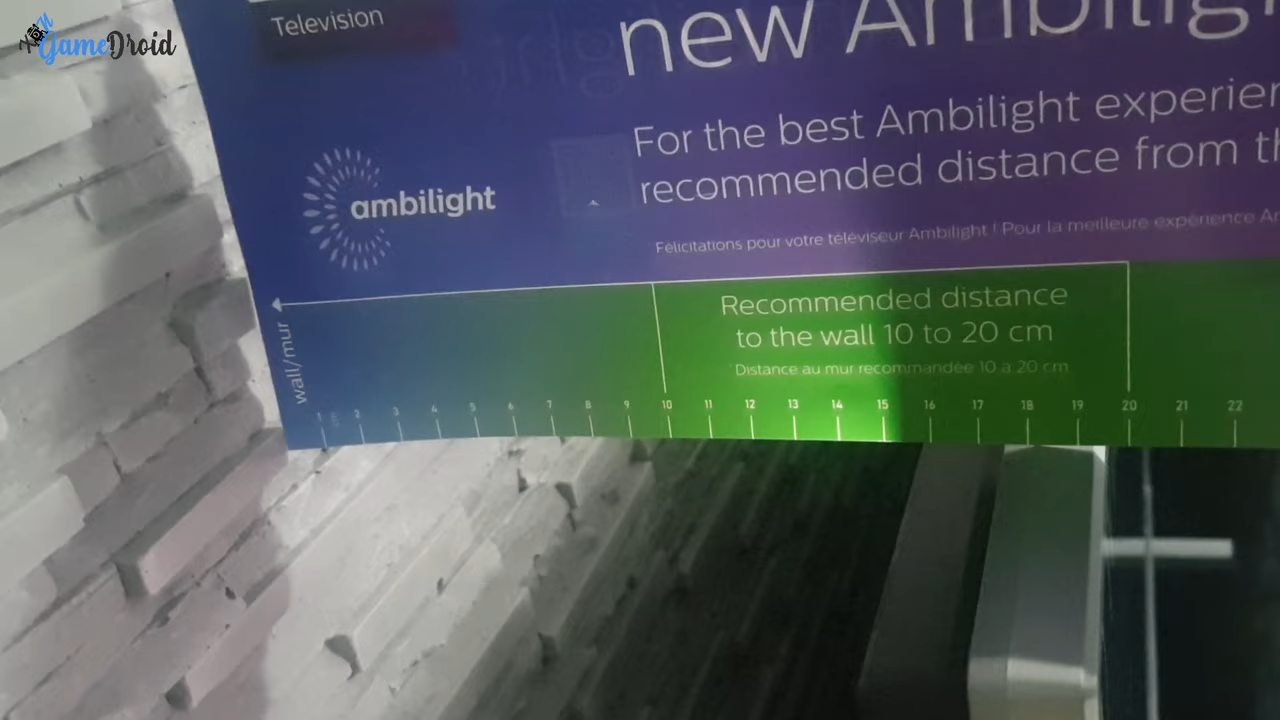 GameDroid
Television
new Ambilig
For the best Ambilight experien
recommended distance from th
ambilight
Félicitations pour votre téléviseur Ambilight ! Pour la meilleure expérience Am
Recommended distance
to the wall 10 to 20 cm
Distance au mur recommandée 10 à 20 cm
wall/mur
1 2 3 4 5 6 7 8 9 10 11 12 13 14 15 16 17 18 19 20 21 22